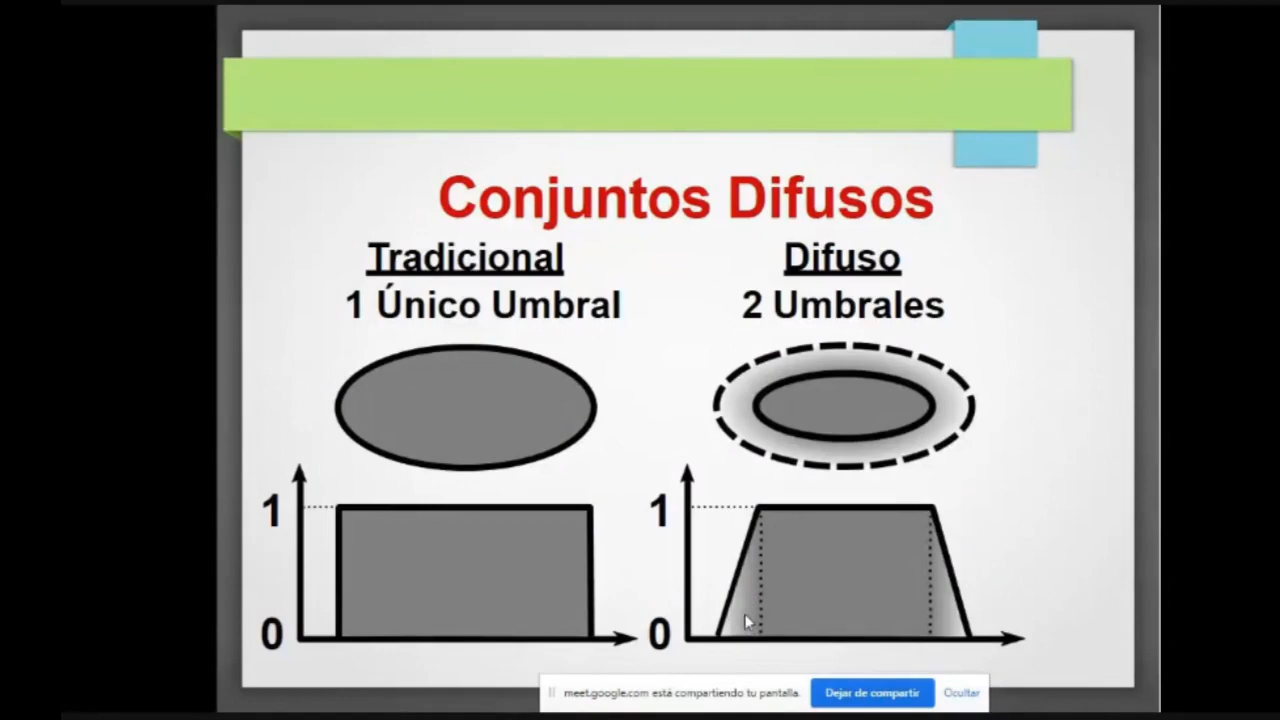 Conjuntos Difusos
Tradicional
1 Único Umbral
Difuso
2 Umbrales
1
0
1
0
meet.google.com está compartiendo tu pantalla.
Dejar de compartir
Ocultar